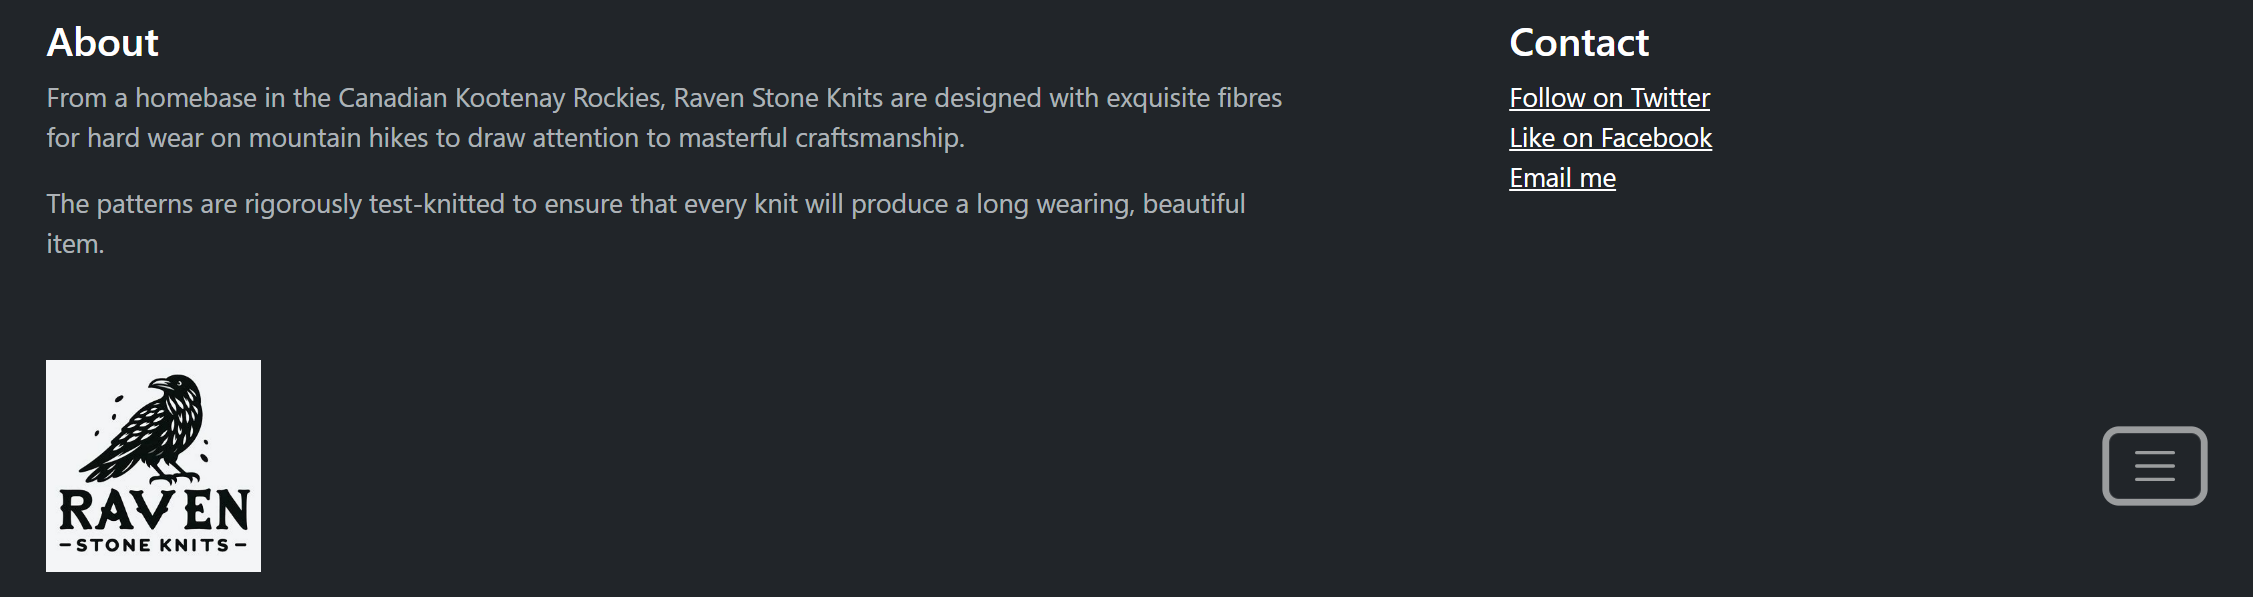 About
From a homebase in the Canadian Kootenay Rockies, Raven Stone Knits are designed with exquisite fibres
for hard wear on mountain hikes to draw attention to masterful craftsmanship.
The patterns are rigorously test-knitted to ensure that every knit will produce a long wearing, beautiful
item.
Contact
Follow on Twitter
Like on Facebook
Email me
RAVEN
-STONE KNITS-